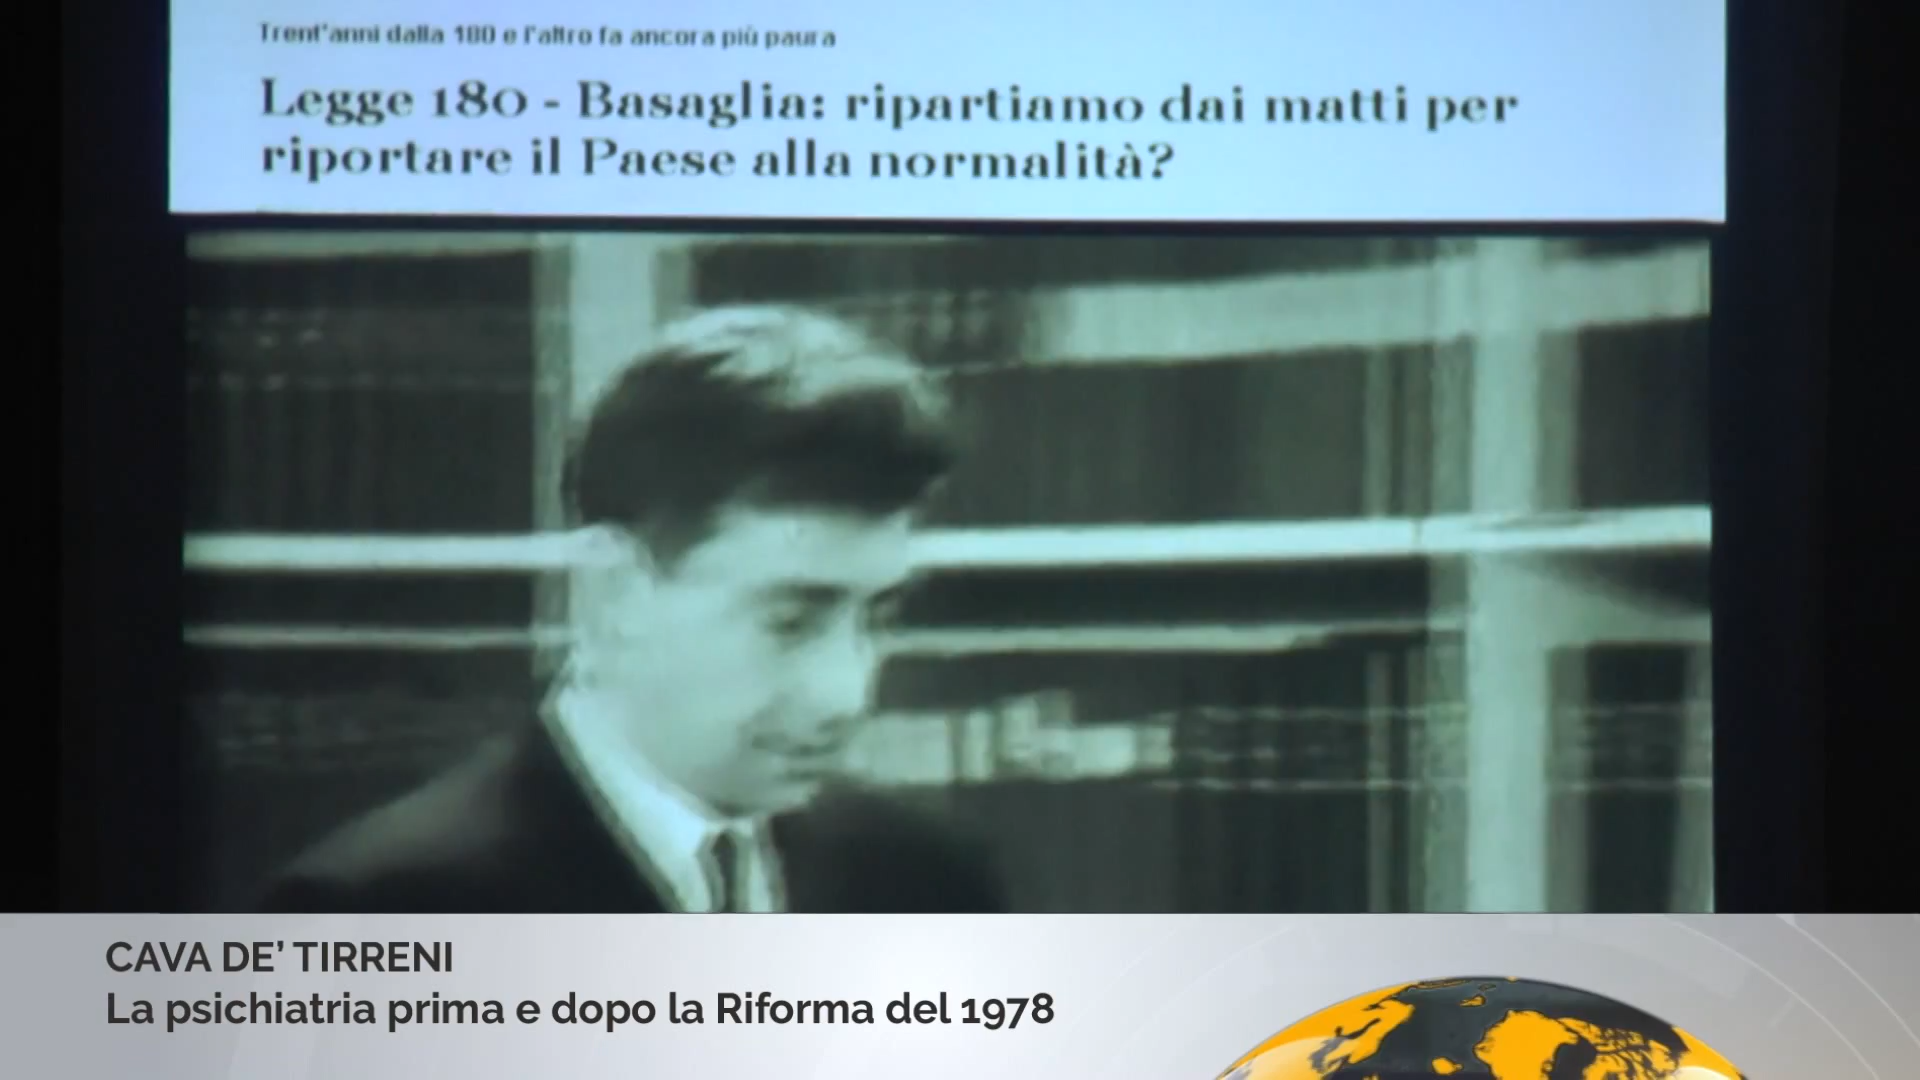 Trent'anni dalla 180 e l'altro fa ancora più paura
Legge 180 - Basaglia: ripartiamo dai matti per
riportare il Paese alla normalità?
CAVA DE' TIRRENI
La psichiatria prima e dopo la Riforma del 1978